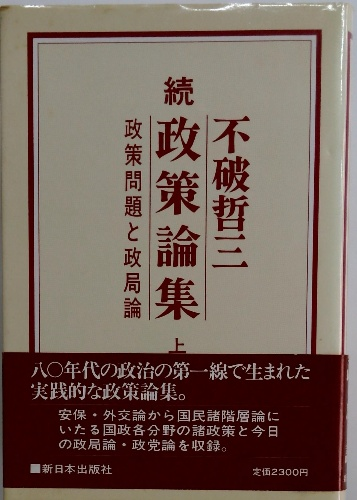 不破哲三
続 政策論集 上
政策問題と政局論
八〇年代の政治の第一線で生まれた
実践的な政策論集。
安保・外交論から国民諸階層論に
いたる国政各分野の諸政策と今日
の政局論・政党論を収録。
■新日本出版社
定価2300円